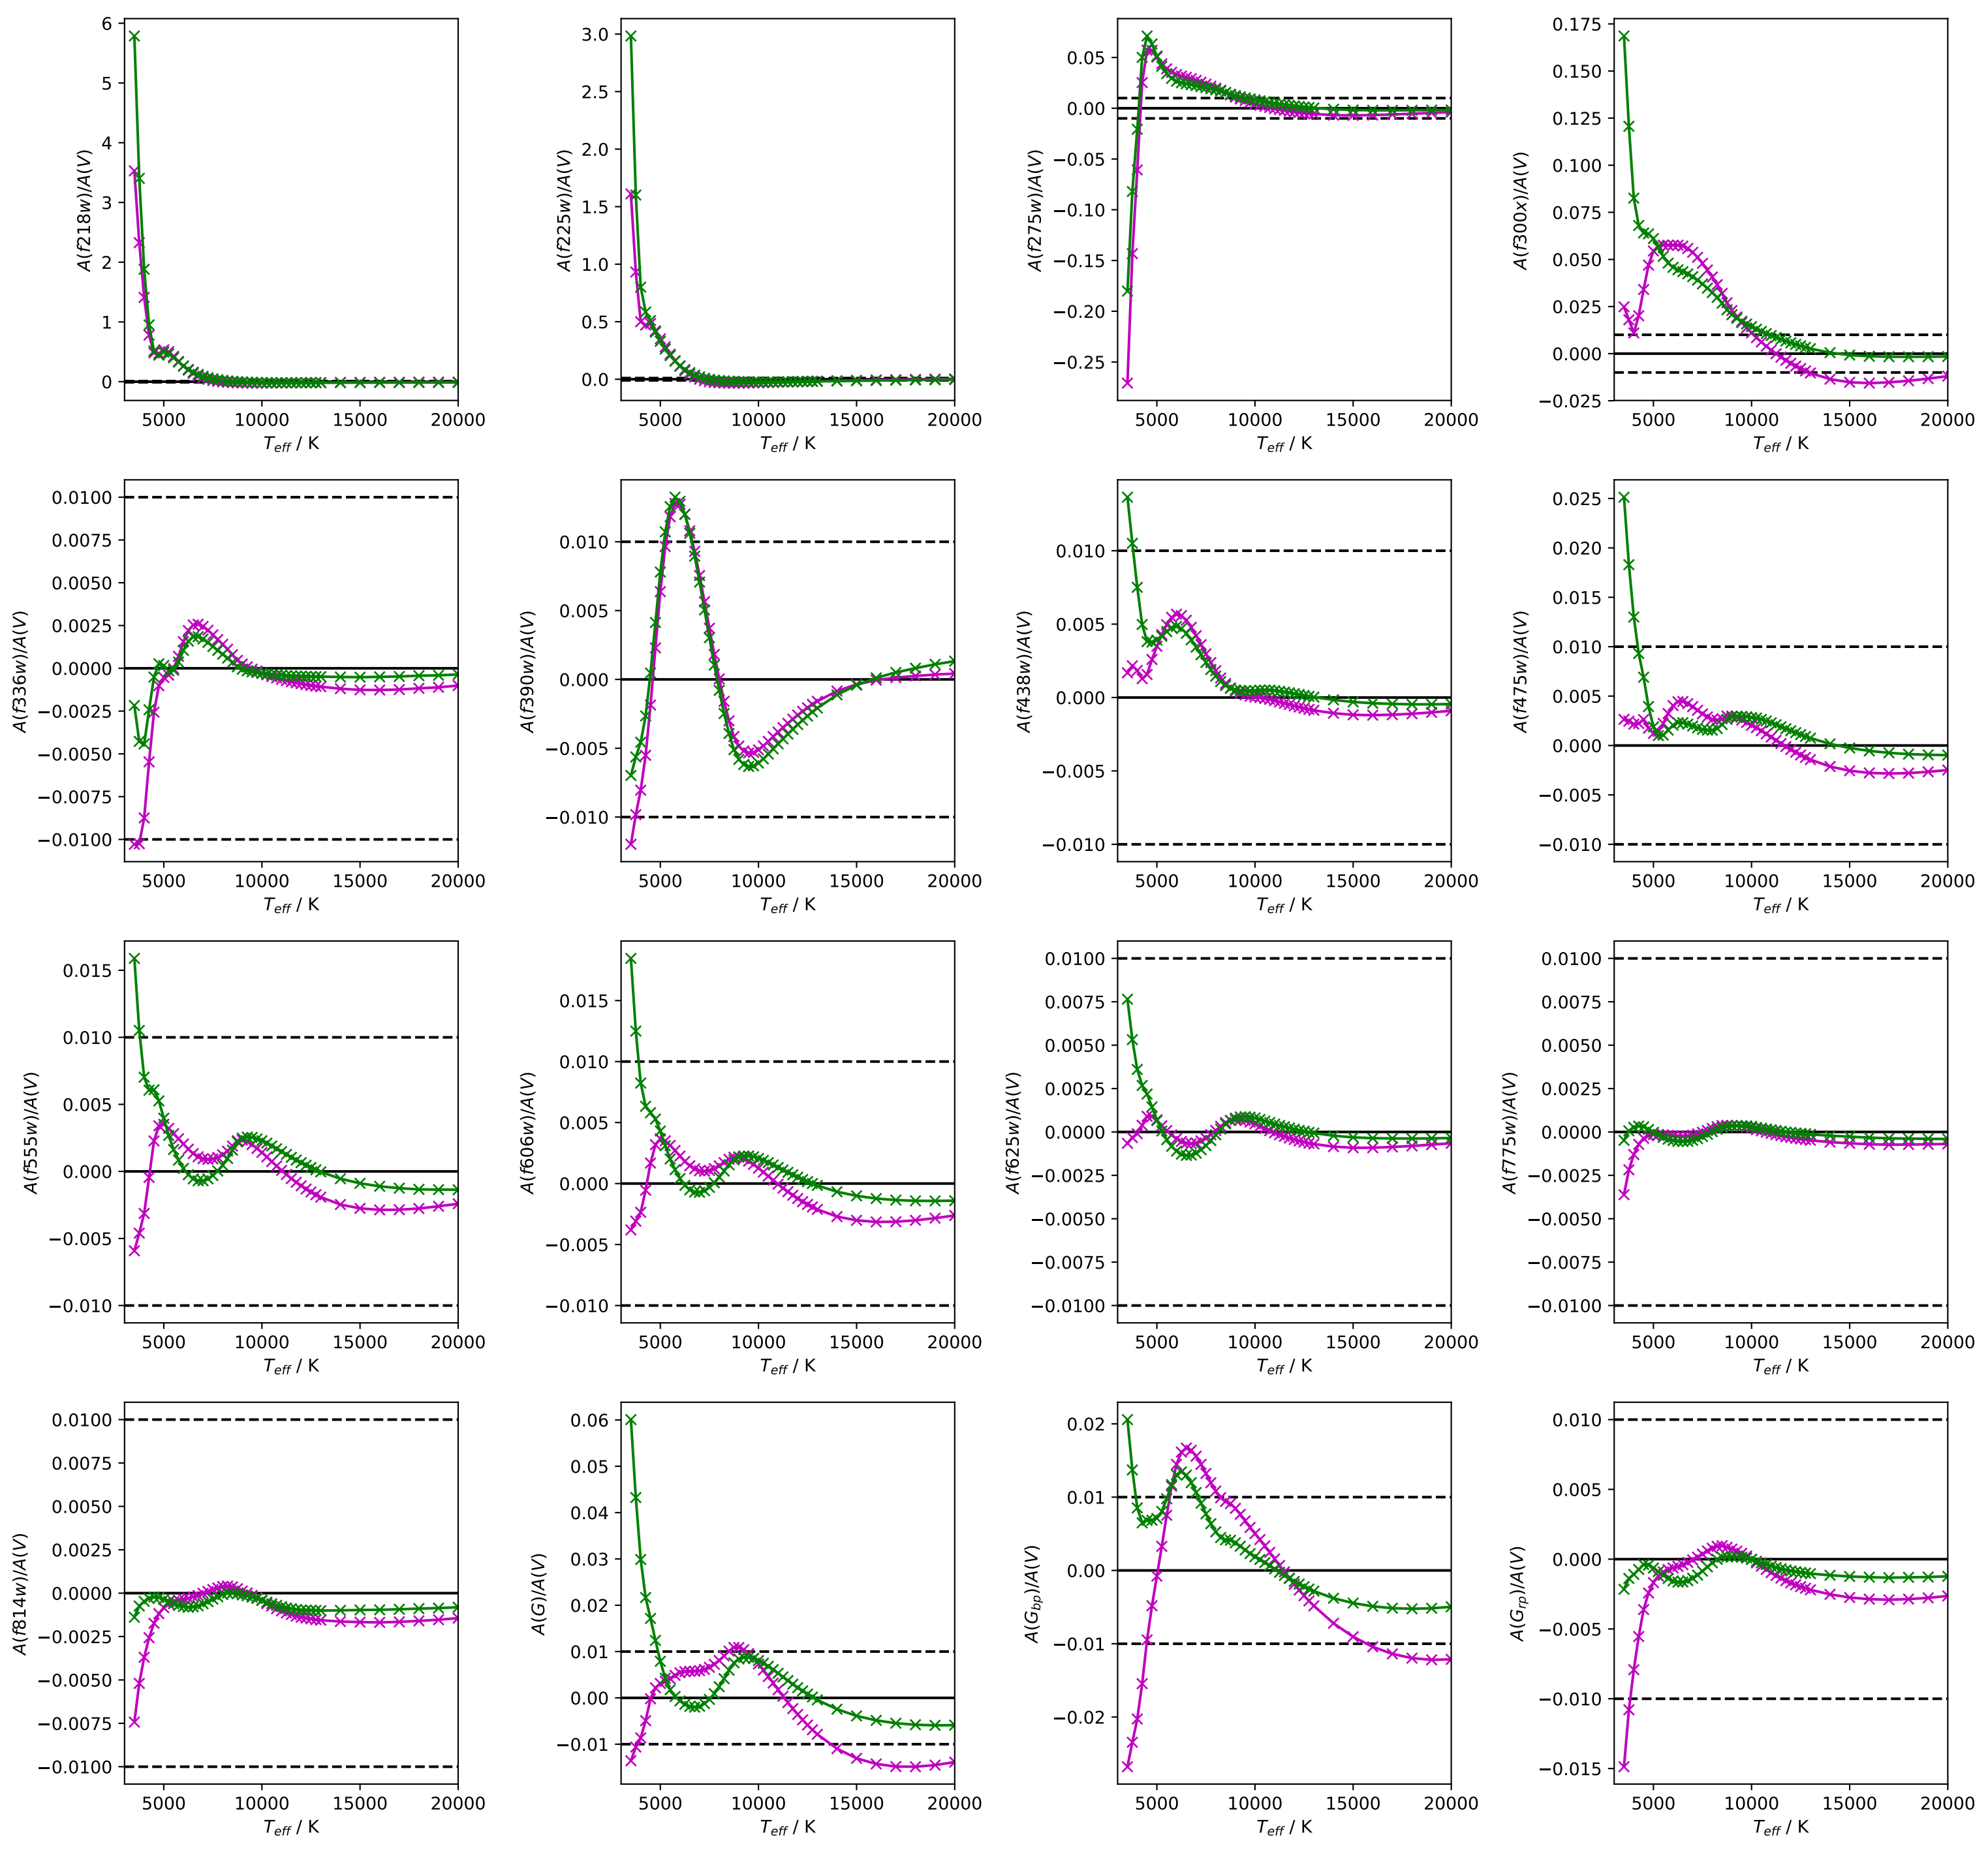 A(f218w)/A(V)
6
5
4
3
2
1
0
5000 10000 15000 20000
T_eff / K
A(f225w)/A(V)
3.0
2.5
2.0
1.5
1.0
0.5
0.0
5000 10000 15000 20000
T_eff / K
A(f275w)/A(V)
0.05
0.00
−0.05
−0.10
−0.15
−0.20
−0.25
5000 10000 15000 20000
T_eff / K
A(f300x)/A(V)
0.175
0.150
0.125
0.100
0.075
0.050
0.025
0.000
−0.025
5000 10000 15000 20000
T_eff / K
A(f336w)/A(V)
0.0100
0.0075
0.0050
0.0025
0.0000
−0.0025
−0.0050
−0.0075
−0.0100
5000 10000 15000 20000
T_eff / K
A(f390w)/A(V)
0.010
0.005
0.000
−0.005
−0.010
5000 10000 15000 20000
T_eff / K
A(f438w)/A(V)
0.010
0.005
0.000
−0.005
−0.010
5000 10000 15000 20000
T_eff / K
A(f475w)/A(V)
0.025
0.020
0.015
0.010
0.005
0.000
−0.005
−0.010
5000 10000 15000 20000
T_eff / K
A(f555w)/A(V)
0.015
0.010
0.005
0.000
−0.005
−0.010
5000 10000 15000 20000
T_eff / K
A(f606w)/A(V)
0.015
0.010
0.005
0.000
−0.005
−0.010
5000 10000 15000 20000
T_eff / K
A(f625w)/A(V)
0.0100
0.0075
0.0050
0.0025
0.0000
−0.0025
−0.0050
−0.0075
−0.0100
5000 10000 15000 20000
T_eff / K
A(f775w)/A(V)
0.0100
0.0075
0.0050
0.0025
0.0000
−0.0025
−0.0050
−0.0075
−0.0100
5000 10000 15000 20000
T_eff / K
A(f814w)/A(V)
0.0100
0.0075
0.0050
0.0025
0.0000
−0.0025
−0.0050
−0.0075
−0.0100
5000 10000 15000 20000
T_eff / K
A(G)/A(V)
0.06
0.05
0.04
0.03
0.02
0.01
0.00
−0.01
5000 10000 15000 20000
T_eff / K
A(G_bp)/A(V)
0.02
0.01
0.00
−0.01
−0.02
5000 10000 15000 20000
T_eff / K
A(G_rp)/A(V)
0.010
0.005
0.000
−0.005
−0.010
−0.015
5000 10000 15000 20000
T_eff / K